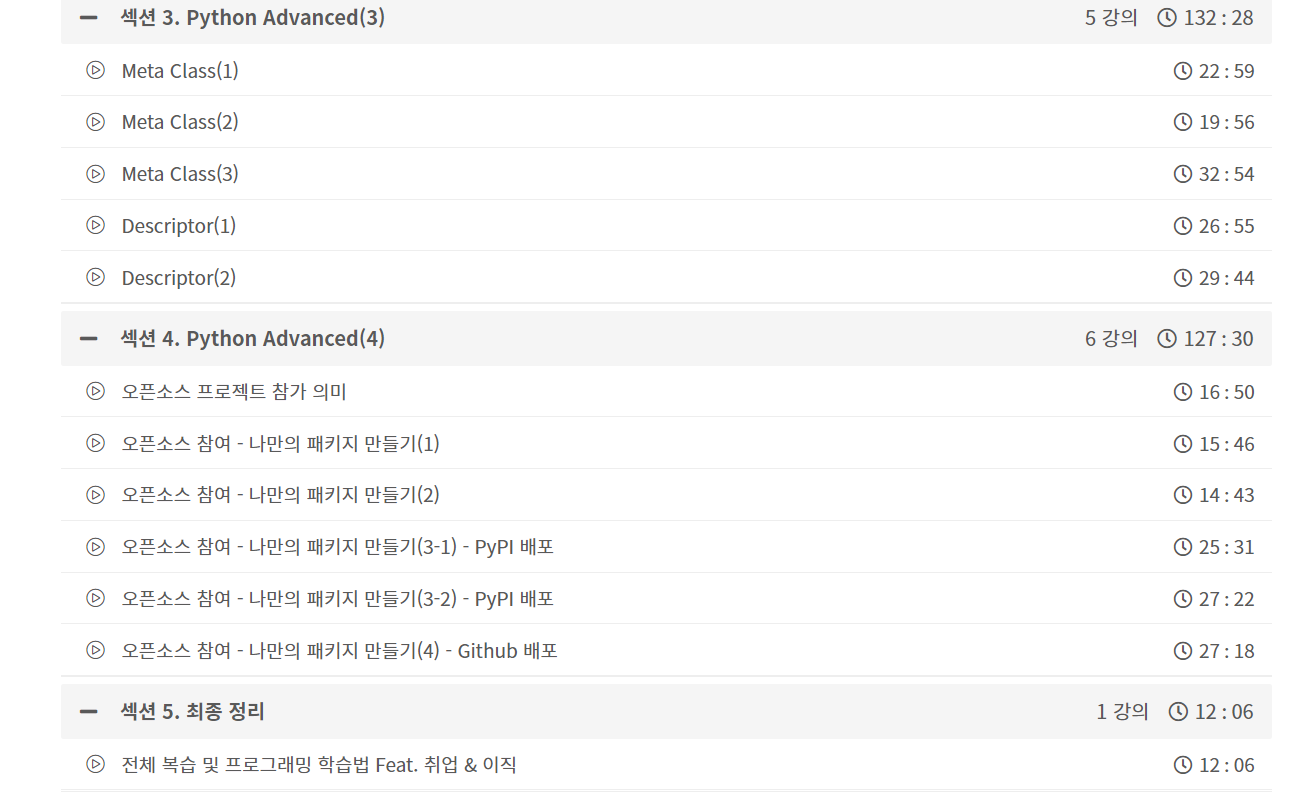 섹션 3. Python Advanced(3) 5 강의 132 : 28
Meta Class(1) 22 : 59
Meta Class(2) 19 : 56
Meta Class(3) 32 : 54
Descriptor(1) 26 : 55
Descriptor(2) 29 : 44
섹션 4. Python Advanced(4) 6 강의 127 : 30
오픈소스 프로젝트 참가 의미 16 : 50
오픈소스 참여 - 나만의 패키지 만들기(1) 15 : 46
오픈소스 참여 - 나만의 패키지 만들기(2) 14 : 43
오픈소스 참여 - 나만의 패키지 만들기(3-1) - PyPI 배포 25 : 31
오픈소스 참여 - 나만의 패키지 만들기(3-2) - PyPI 배포 27 : 22
오픈소스 참여 - 나만의 패키지 만들기(4) - Github 배포 27 : 18
섹션 5. 최종 정리 1 강의 12 : 06
전체 복습 및 프로그래밍 학습법 Feat. 취업 & 이직 12 : 06